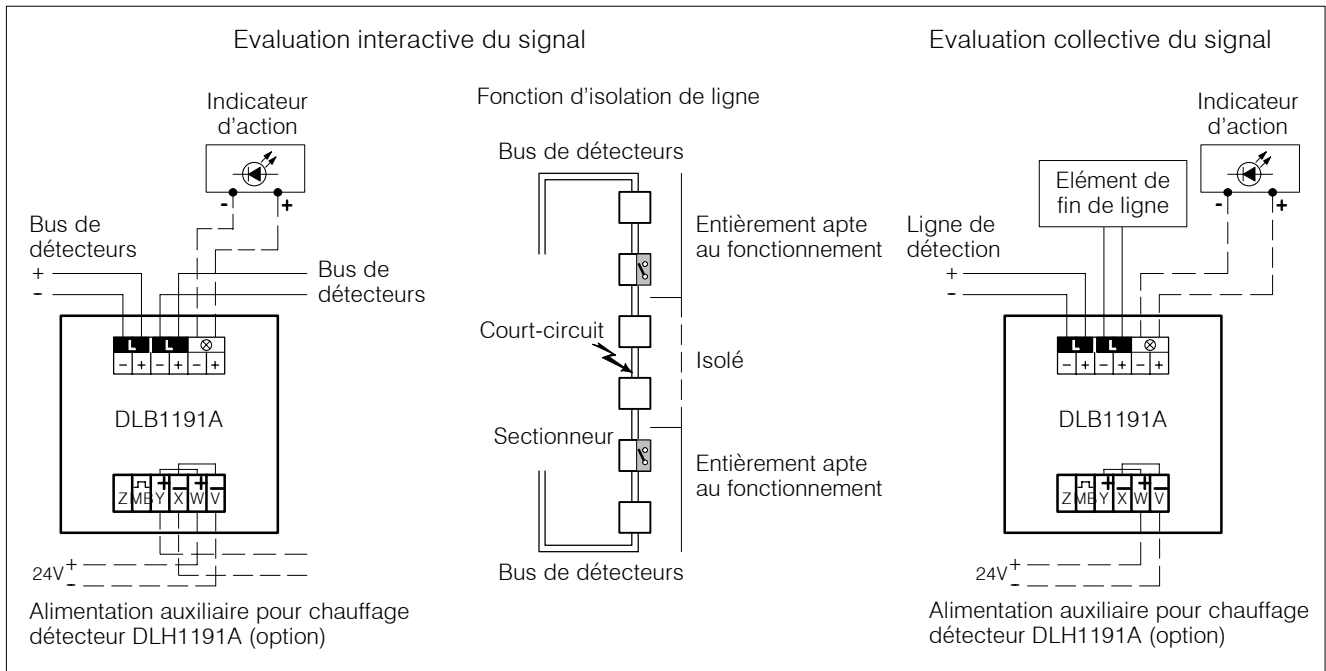 Evaluation interactive du signal
Evaluation collective du signal
Indicateur
d'action
- +
Bus de
détecteurs
+
-
Bus de
détecteurs
L L ⊗
- + - + - +
DLB1191A
Z MB Y X W V
+ - + -
24V + -
Alimentation auxiliaire pour chauffage
détecteur DLH1191A (option)
Fonction d'isolation de ligne
Bus de détecteurs
Entièrement apte
au fonctionnement
Court-circuit
Isolé
Sectionneur
Entièrement apte
au fonctionnement
Bus de détecteurs
Indicateur
d'action
- +
Elément de
fin de ligne
Ligne de
détection
+
-
L L ⊗
- + - + - +
DLB1191A
Z MB Y X W V
+ - + -
24V + -
Alimentation auxiliaire pour chauffage
détecteur DLH1191A (option)